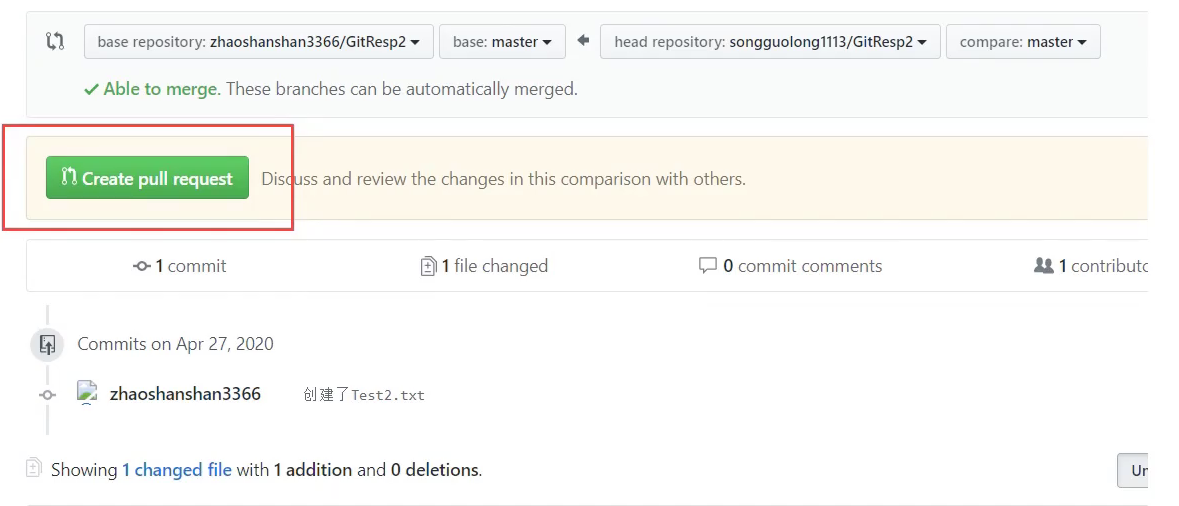 base repository: zhaoshanshan3366/GitResp2 base: master head repository: songguolong1113/GitResp2 compare: master
Able to merge. These branches can be automatically merged.
Create pull request Discuss and review the changes in this comparison with others.
1 commit 1 file changed 0 commit comments 1 contributo
Commits on Apr 27, 2020
zhaoshanshan3366 创建了Test2.txt
Showing 1 changed file with 1 addition and 0 deletions. Un